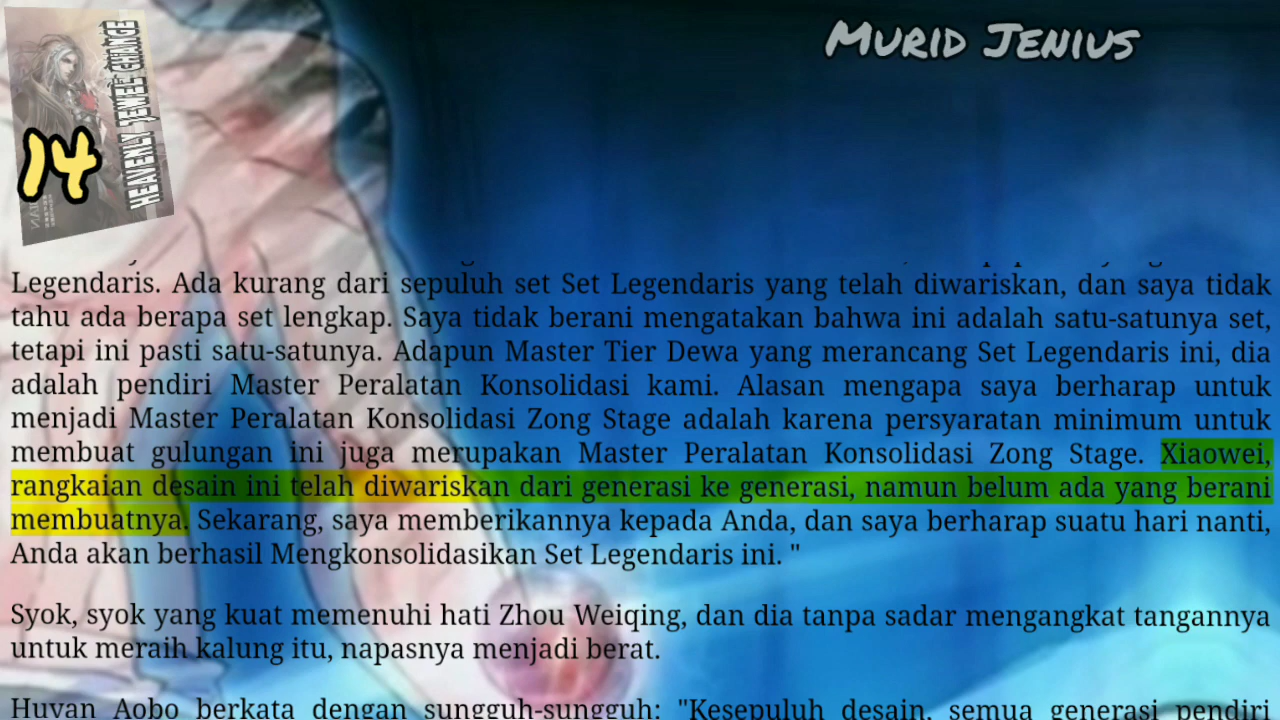 Murid Jenius
HEAVENLY JEWEL CHANGE
14
Legendaris. Ada kurang dari sepuluh set Set Legendaris yang telah diwariskan, dan saya tidak
tahu ada berapa set lengkap. Saya tidak berani mengatakan bahwa ini adalah satu-satunya set,
tetapi ini pasti satu-satunya. Adapun Master Tier Dewa yang merancang Set Legendaris ini, dia
adalah pendiri Master Peralatan Konsolidasi kami. Alasan mengapa saya berharap untuk
menjadi Master Peralatan Konsolidasi Zong Stage adalah karena persyaratan minimum untuk
membuat gulungan ini juga merupakan Master Peralatan Konsolidasi Zong Stage. Xiaowei,
rangkaian desain ini telah diwariskan dari generasi ke generasi, namun belum ada yang berani
membuatnya. Sekarang, saya memberikannya kepada Anda, dan saya berharap suatu hari nanti,
Anda akan berhasil Mengkonsolidasikan Set Legendaris ini. "
Syok, syok yang kuat memenuhi hati Zhou Weiqing, dan dia tanpa sadar mengangkat tangannya
untuk meraih kalung itu, napasnya menjadi berat.
Huyan Aobo berkata dengan sungguh-sungguh: "Kesepuluh desain, semua generasi pendiri